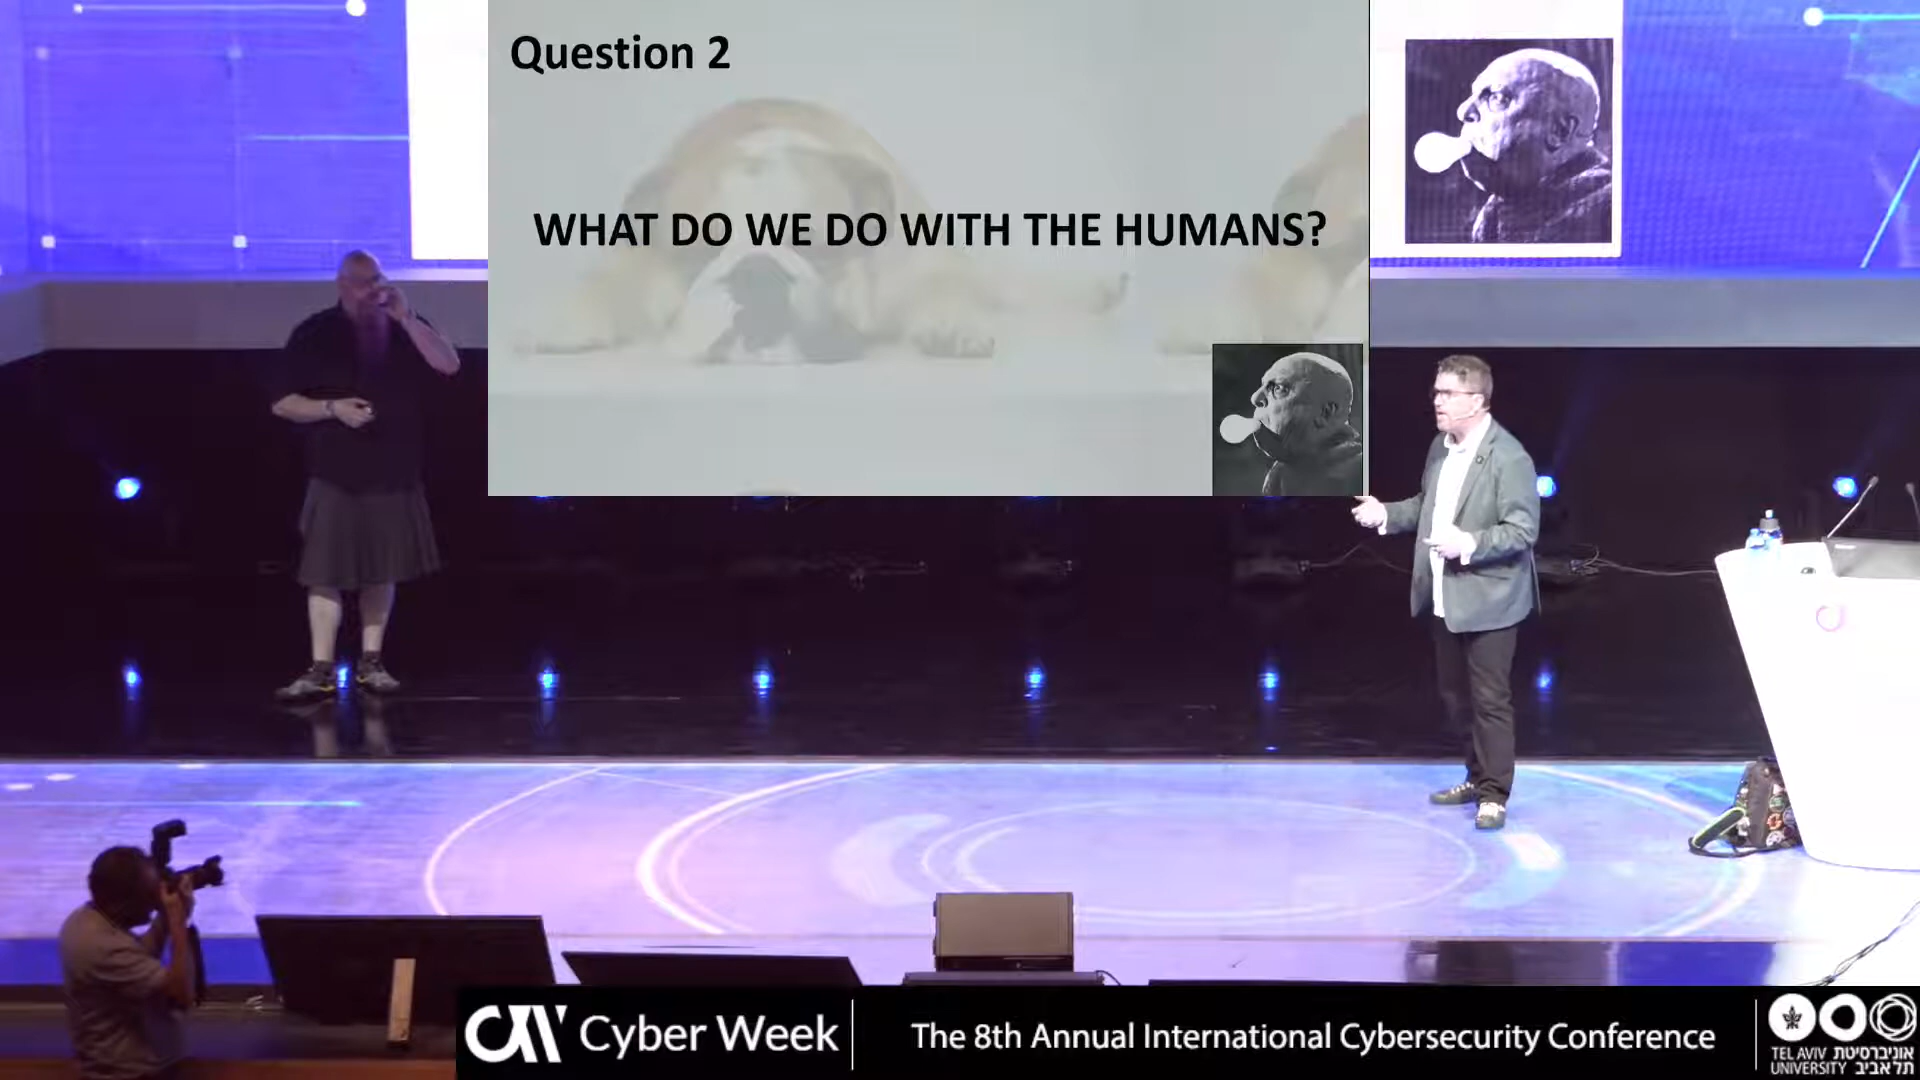 Question 2
WHAT DO WE DO WITH THE HUMANS?
CW Cyber Week
The 8th Annual International Cybersecurity Conference
TEL AVIV אוניברסיטת
UNIVERSITY תל אביב